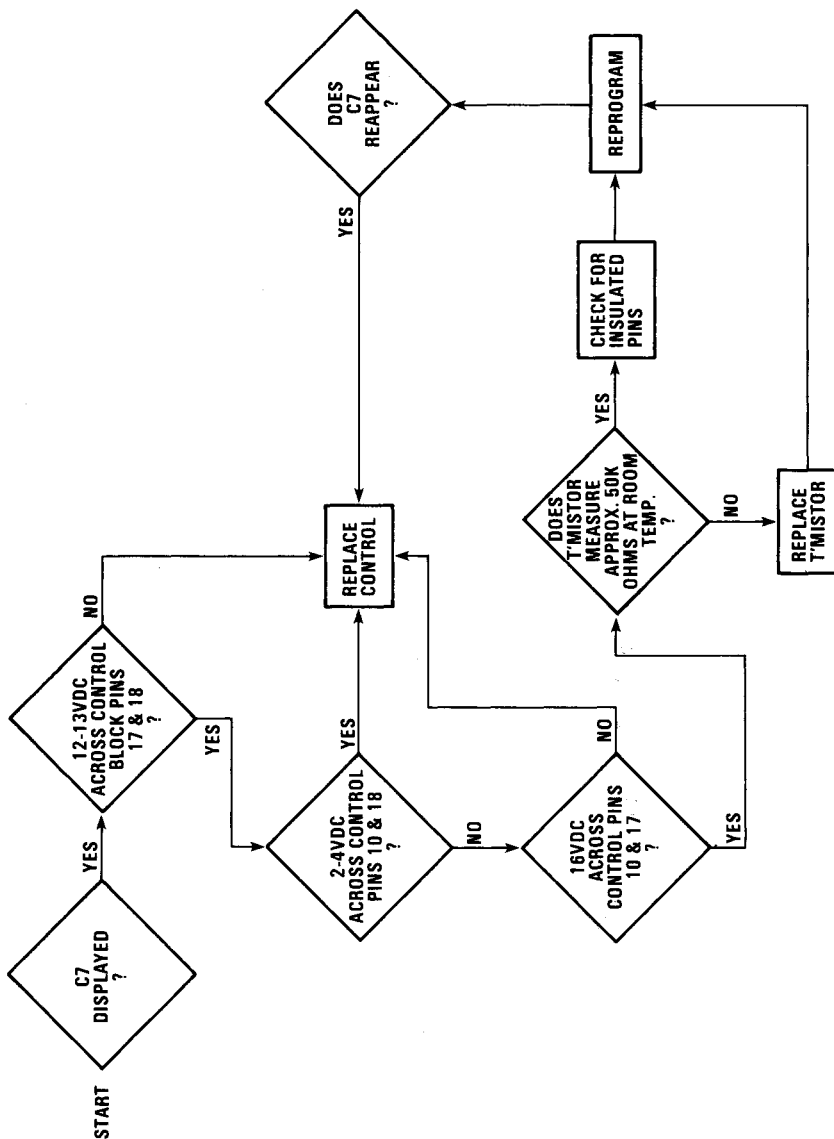 START
C7
DISPLAYED
?
YES
12-13VDC
ACROSS CONTROL
BLOCK PINS
17 & 18
?
NO
YES
2-4VDC
ACROSS CONTROL
PINS 10 & 18
?
YES
NO
16VDC
ACROSS
CONTROL PINS
10 & 17
?
NO
YES
REPLACE
CONTROL
DOES
T'MISTOR
MEASURE
APPROX. 50K
OHMS AT ROOM
TEMP.
?
YES
NO
REPLACE
T'MISTOR
CHECK FOR
INSULATED
PINS
REPROGRAM
DOES
C7
REAPPEAR
?
YES